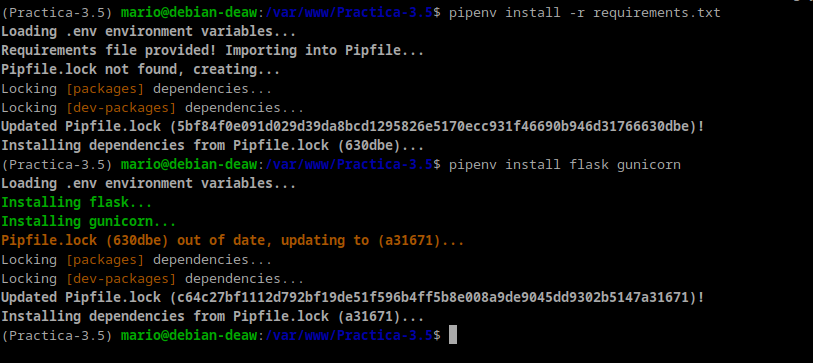 (Practica-3.5) mario@debian-deaw:/var/www/Practica-3.5$ pipenv install -r requirements.txt
Loading .env environment variables...
Requirements file provided! Importing into Pipfile...
Pipfile.lock not found, creating...
Locking [packages] dependencies...
Locking [dev-packages] dependencies...
Updated Pipfile.lock (5bf84f0e091d029d39da8bcd1295826e5170ecc931f46690b946d31766630dbe)!
Installing dependencies from Pipfile.lock (630dbe)...
(Practica-3.5) mario@debian-deaw:/var/www/Practica-3.5$ pipenv install flask gunicorn
Loading .env environment variables...
Installing flask...
Installing gunicorn...
Pipfile.lock (630dbe) out of date, updating to (a31671)...
Locking [packages] dependencies...
Locking [dev-packages] dependencies...
Updated Pipfile.lock (c64c27bf1112d792bf19de51f596b4ff5b8e008a9de9045dd9302b5147a31671)!
Installing dependencies from Pipfile.lock (a31671)...
(Practica-3.5) mario@debian-deaw:/var/www/Practica-3.5$